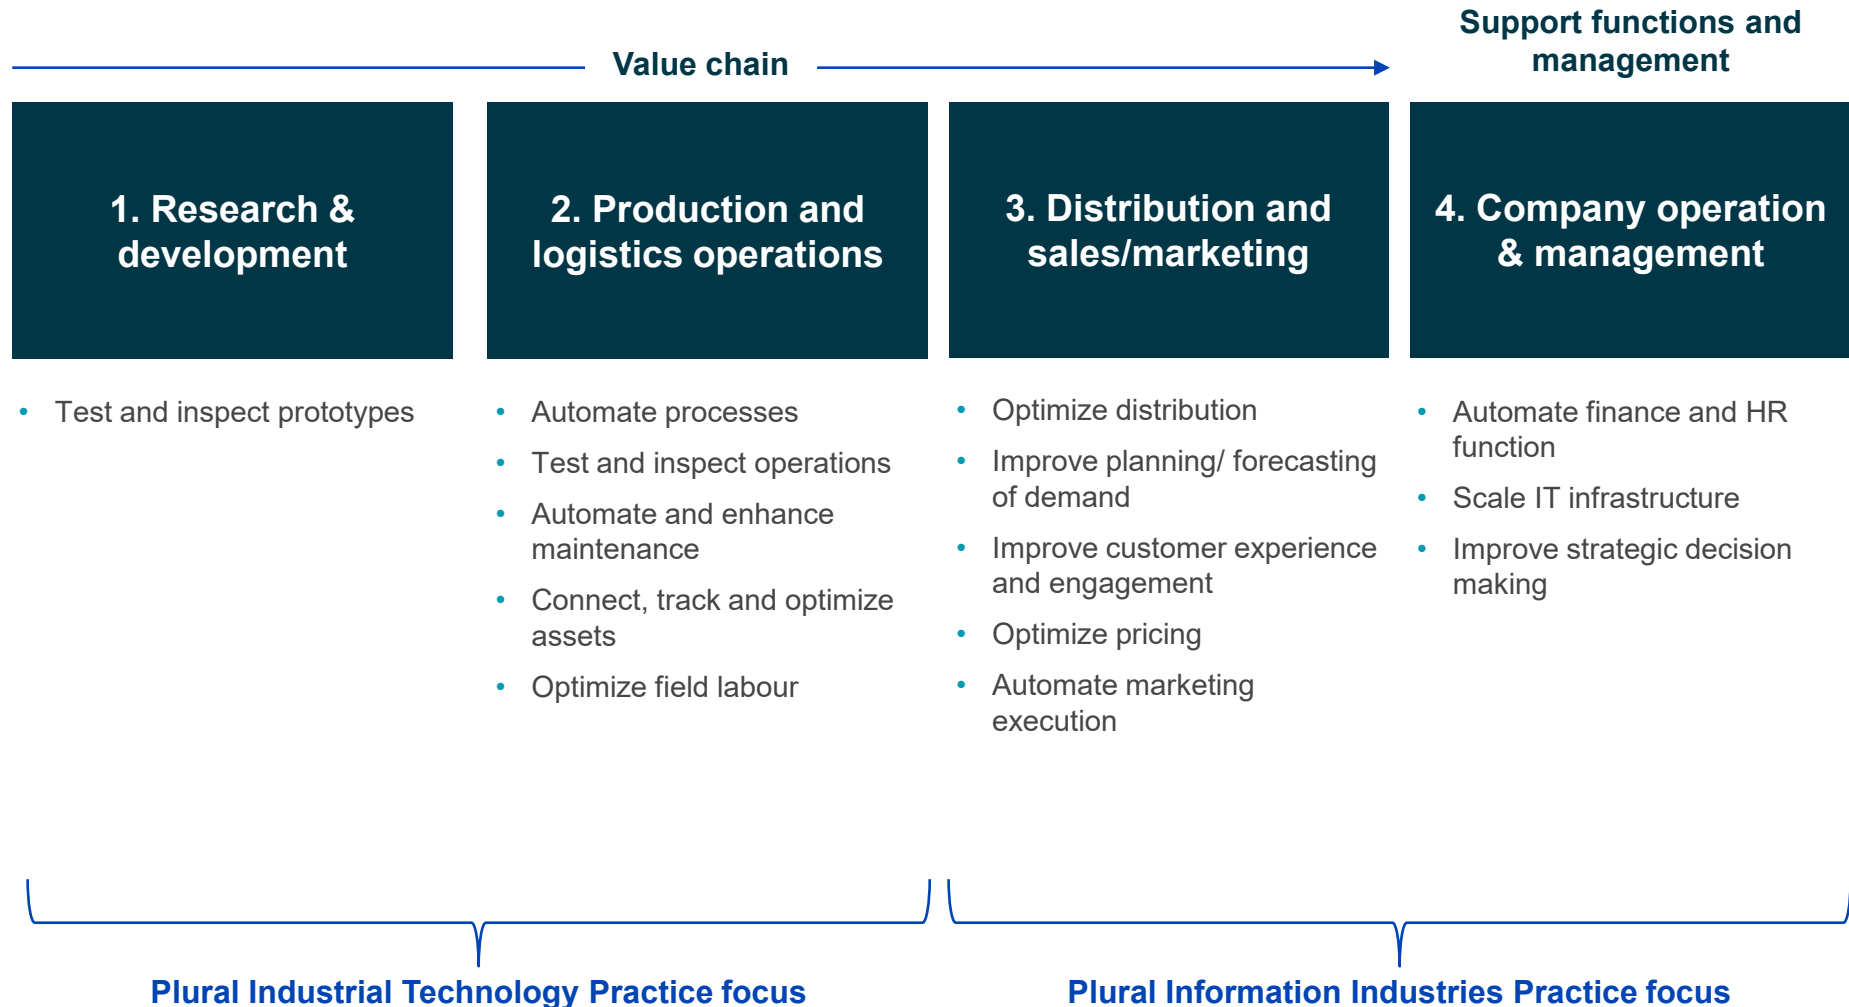 Value chain
Support functions and
management
1. Research &
development
2. Production and
logistics operations
3. Distribution and
sales/marketing
4. Company operation
& management
• Test and inspect prototypes
• Automate processes
• Test and inspect operations
• Automate and enhance
maintenance
• Connect, track and optimize
assets
• Optimize field labour
• Optimize distribution
• Improve planning/ forecasting
of demand
• Improve customer experience
and engagement
• Optimize pricing
• Automate marketing
execution
• Automate finance and HR
function
• Scale IT infrastructure
• Improve strategic decision
making
Plural Industrial Technology Practice focus
Plural Information Industries Practice focus